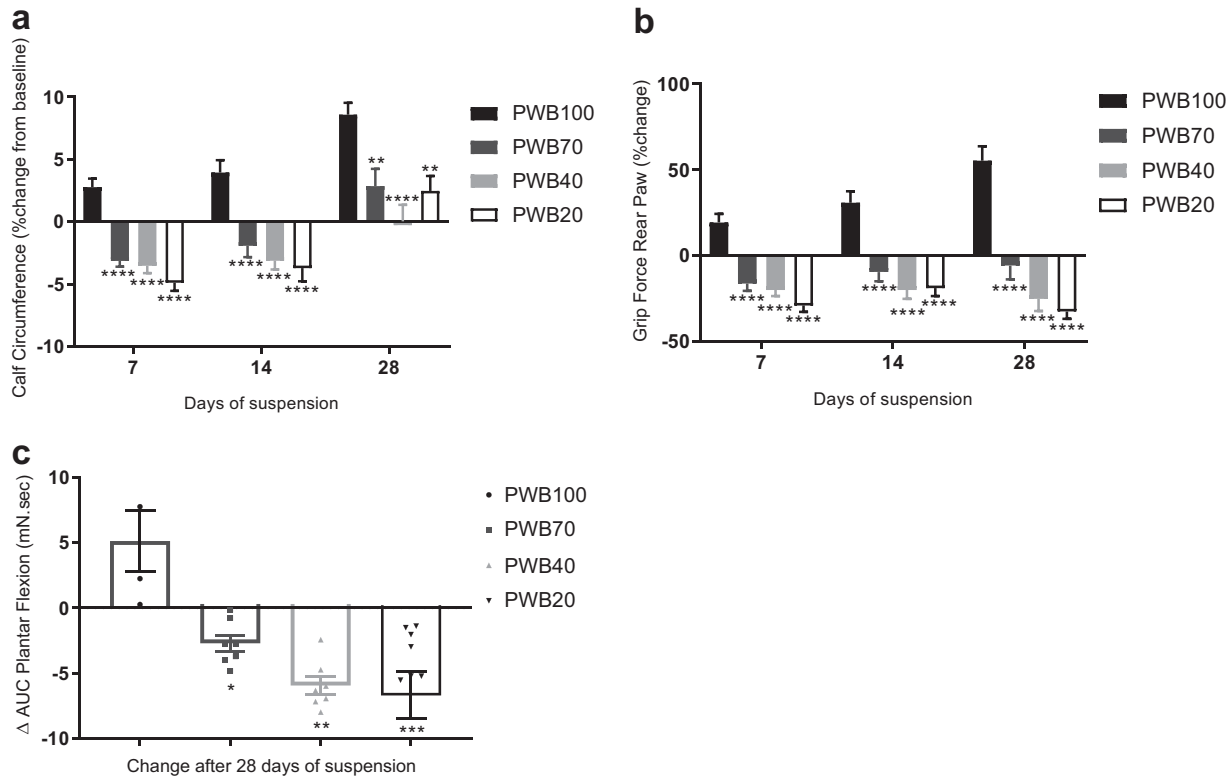 a
Calf Circumference (%change from baseline)
10
5
0
-5
-10
**** **** ****
**** **** ****
** **** **
7 14 28
Days of suspension
PWB100
PWB70
PWB40
PWB20
b
Grip Force Rear Paw (%change)
100
50
0
-50
**** **** ****
**** **** ****
**** **** ****
7 14 28
Days of suspension
PWB100
PWB70
PWB40
PWB20
c
Δ AUC Plantar Flexion (mN.sec)
10
5
0
-5
-10
* ** ***
Change after 28 days of suspension
PWB100
PWB70
PWB40
PWB20